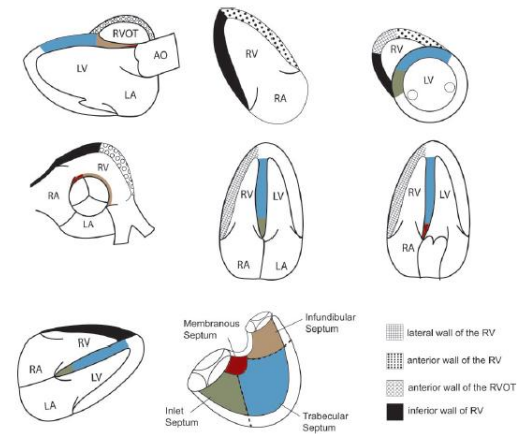 RVOT
LV
AO
LA
RV
RA
RV
LV
RV
RA
LA
RV
LV
RA
LA
RV
LV
RA
RV
RA
LV
LA
Membranous
Septum
Infundibular
Septum
Inlet
Septum
Trabecular
Septum
lateral wall of the RV
anterior wall of the RV
anterior wall of the RVOT
inferior wall of RV